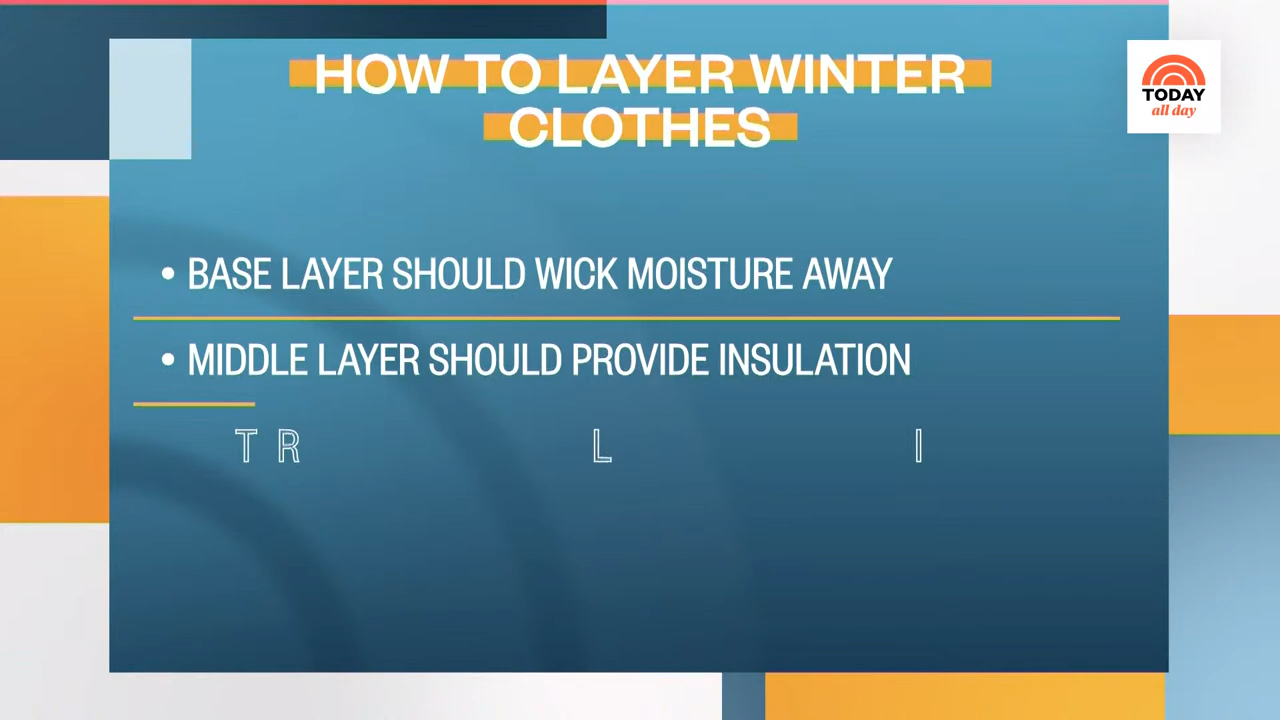 HOW TO LAYER WINTER
CLOTHES
TODAY
all day
• BASE LAYER SHOULD WICK MOISTURE AWAY
• MIDDLE LAYER SHOULD PROVIDE INSULATION
T R L I